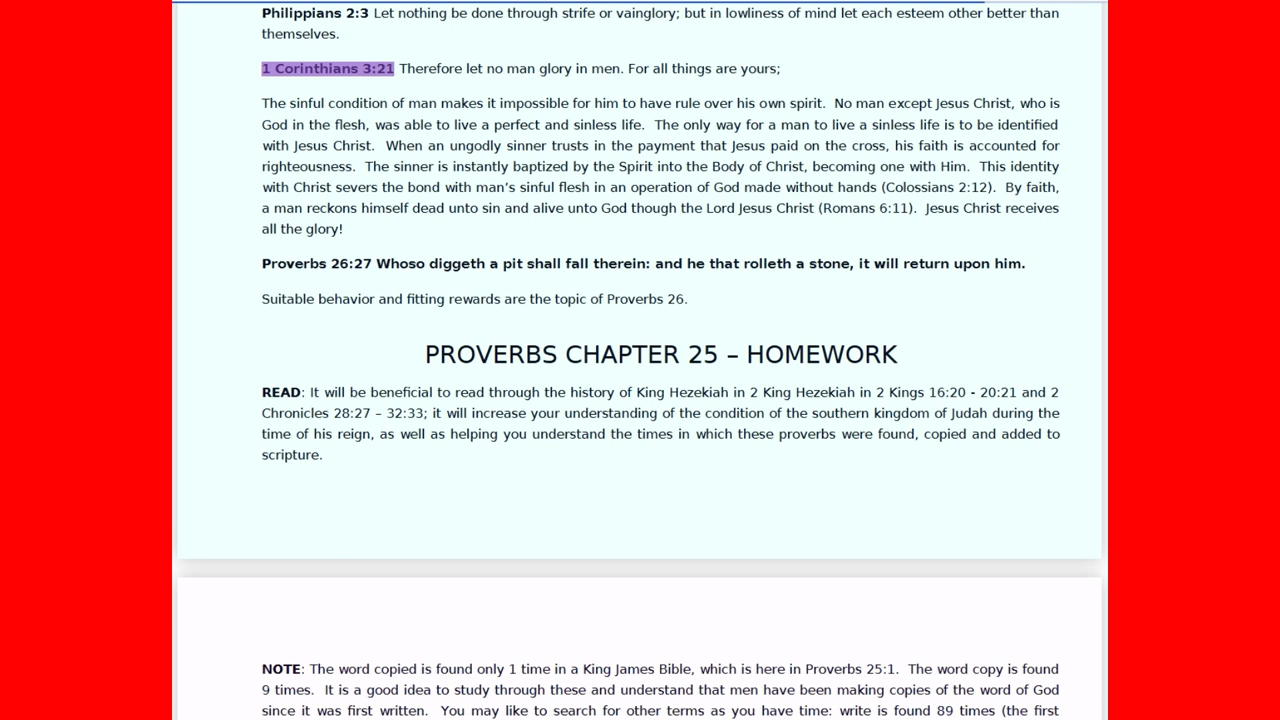 Philippians 2:3 Let nothing be done through strife or vainglory; but in lowliness of mind let each esteem other better than
themselves.
1 Corinthians 3:21 Therefore let no man glory in men. For all things are yours;
The sinful condition of man makes it impossible for him to have rule over his own spirit.  No man except Jesus Christ, who is
God in the flesh, was able to live a perfect and sinless life.  The only way for a man to live a sinless life is to be identified
with Jesus Christ.  When an ungodly sinner trusts in the payment that Jesus paid on the cross, his faith is accounted for
righteousness.  The sinner is instantly baptized by the Spirit into the Body of Christ, becoming one with Him.  This identity
with Christ severs the bond with man’s sinful flesh in an operation of God made without hands (Colossians 2:12).  By faith,
a man reckons himself dead unto sin and alive unto God though the Lord Jesus Christ (Romans 6:11).  Jesus Christ receives
all the glory!
Proverbs 26:27 Whoso diggeth a pit shall fall therein: and he that rolleth a stone, it will return upon him.
Suitable behavior and fitting rewards are the topic of Proverbs 26.
PROVERBS CHAPTER 25 – HOMEWORK
READ: It will be beneficial to read through the history of King Hezekiah in 2 King Hezekiah in 2 Kings 16:20 - 20:21 and 2
Chronicles 28:27 – 32:33; it will increase your understanding of the condition of the southern kingdom of Judah during the
time of his reign, as well as helping you understand the times in which these proverbs were found, copied and added to
scripture.
NOTE: The word copied is found only 1 time in a King James Bible, which is here in Proverbs 25:1.  The word copy is found
9 times.  It is a good idea to study through these and understand that men have been making copies of the word of God
since it was first written.  You may like to search for other terms as you have time: write is found 89 times (the first